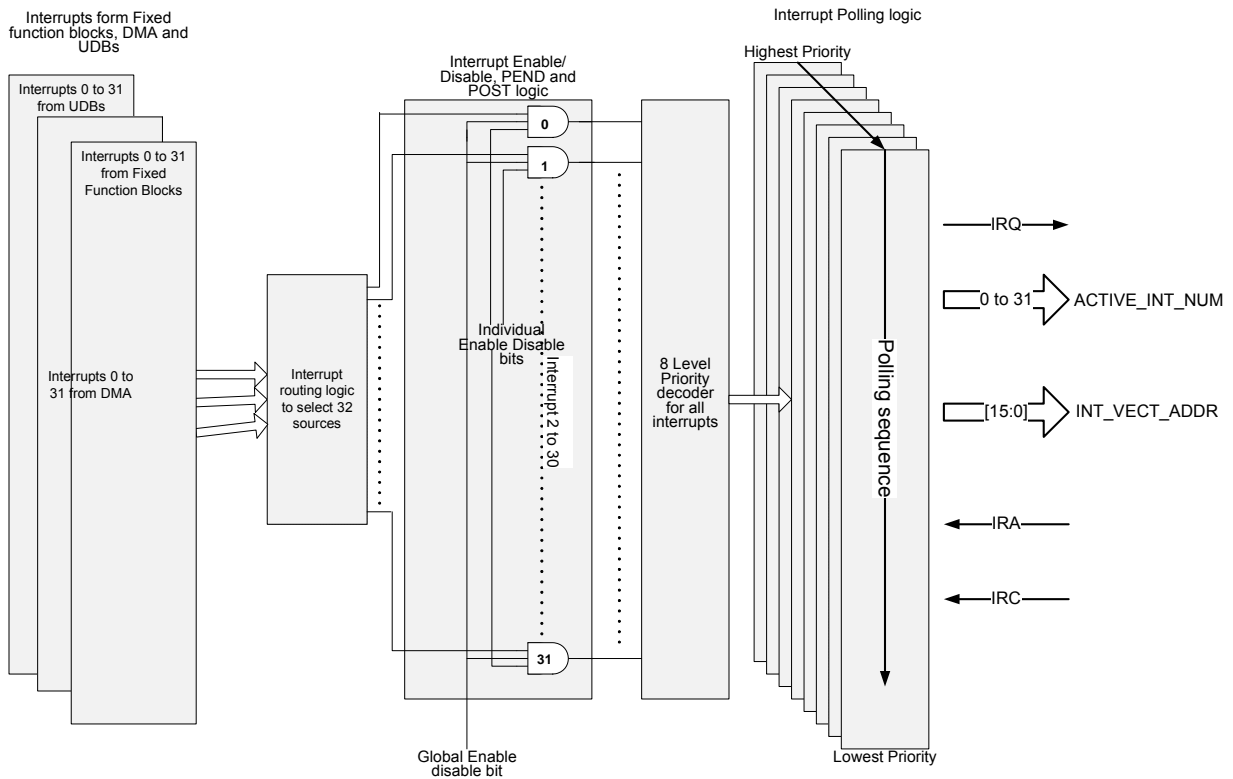 Interrupts form Fixed
function blocks, DMA and
UDBs
Interrupts 0 to 31
from UDBs
Interrupts 0 to 31
from Fixed
Function Blocks
Interrupts 0 to
31 from DMA
Interrupt
routing logic
to select 32
sources
Interrupt Enable/
Disable, PEND and
POST logic
0
1
Individual
Enable Disable
bits
Interrupt 2 to 30
31
Global Enable
disable bit
8 Level
Priority
decoder
for all
interrupts
Interrupt Polling logic
Highest Priority
Polling sequence
Lowest Priority
IRQ
0 to 31
ACTIVE_INT_NUM
[15:0]
INT_VECT_ADDR
IRA
IRC